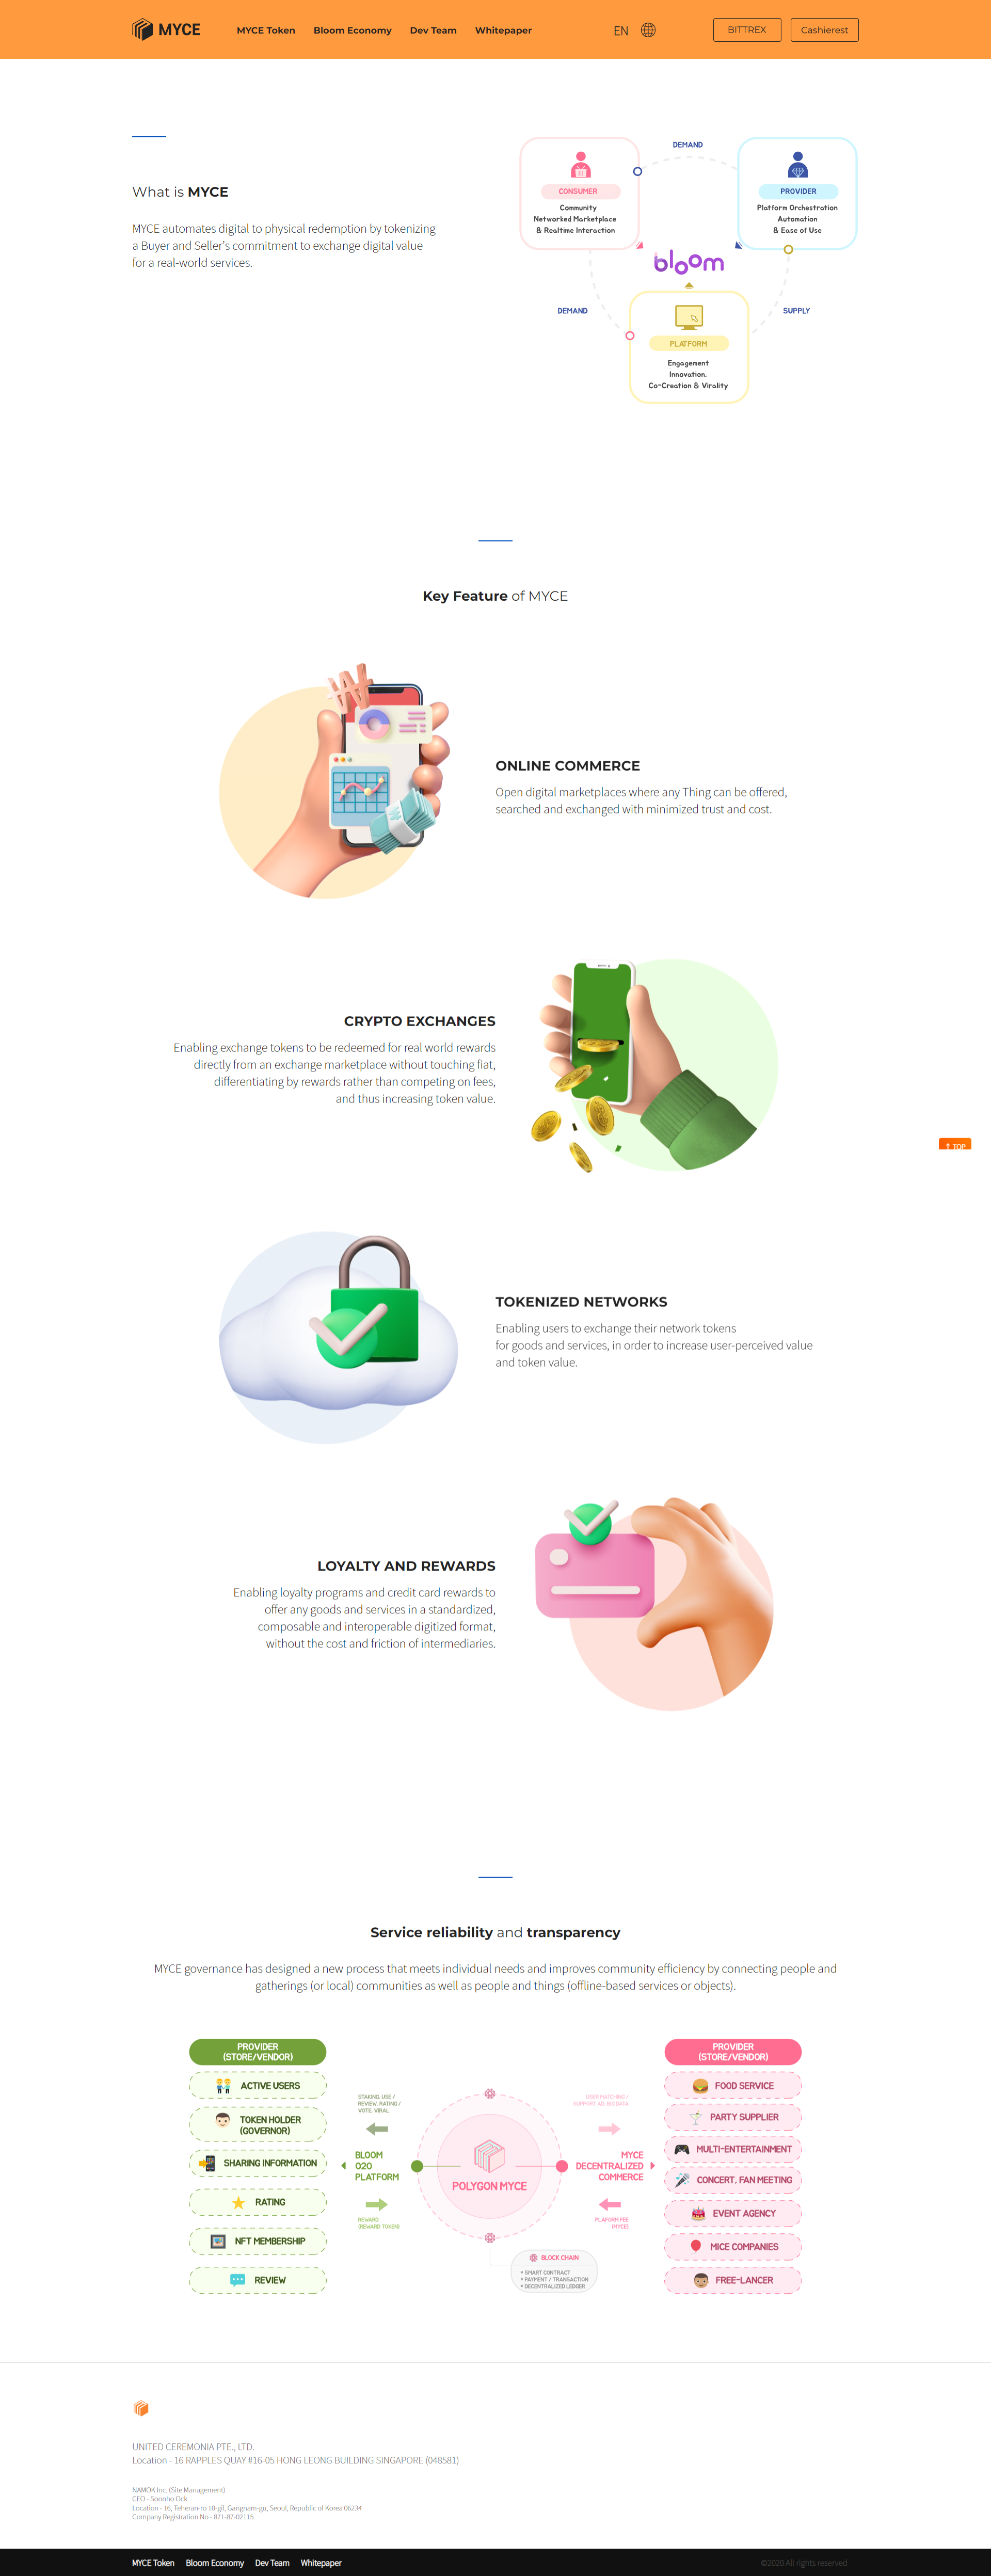 MYCE
MYCE Token
Bloom Economy
Dev Team
Whitepaper
EN
BITTREX
Cashierest
What is MYCE
MYCE automates digital to physical redemption by tokenizing
a Buyer and Seller's commitment to exchange digital value
for a real-world services.
DEMAND
CONSUMER
Community
Networked Marketplace
& Realtime Interaction
PROVIDER
Platform Orchestration
Automation
& Ease of Use
bloom
DEMAND
SUPPLY
PLATFORM
Engagement
Innovation.
Co-Creation & Virality
Key Feature of MYCE
ONLINE COMMERCE
Open digital marketplaces where any Thing can be offered,
searched and exchanged with minimized trust and cost.
CRYPTO EXCHANGES
Enabling exchange tokens to be redeemed for real world rewards
directly from an exchange marketplace without touching fiat,
differentiating by rewards rather than competing on fees,
and thus increasing token value.
↑ TOP
TOKENIZED NETWORKS
Enabling users to exchange their network tokens
for goods and services, in order to increase user-perceived value
and token value.
LOYALTY AND REWARDS
Enabling loyalty programs and credit card rewards to
offer any goods and services in a standardized,
composable and interoperable digitized format,
without the cost and friction of intermediaries.
Service reliability and transparency
MYCE governance has designed a new process that meets individual needs and improves community efficiency by connecting people and
gatherings (or local) communities as well as people and things (offline-based services or objects).
PROVIDER
(STORE/VENDOR)
ACTIVE USERS
TOKEN HOLDER
(GOVERNOR)
SHARING INFORMATION
RATING
NFT MEMBERSHIP
REVIEW
STAKING, USE /
REVIEW, RATING /
VOTE, VIRAL
BLOOM
O2O
PLATFORM
REWARD
(REWARD TOKEN)
POLYGON MYCE
BLOCK CHAIN
• SMART CONTRACT
• PAYMENT / TRANSACTION
• DECENTRALIZED LEDGER
USER MATCHING /
SUPPORT AD, BIG DATA
MYCE
DECENTRALIZED
COMMERCE
PLAFORM FEE
(MYCE)
PROVIDER
(STORE/VENDOR)
FOOD SERVICE
PARTY SUPPLIER
MULTI-ENTERTAINMENT
CONCERT. FAN MEETING
EVENT AGENCY
MICE COMPANIES
FREE-LANCER
UNITED CEREMONIA PTE., LTD.
Location - 16 RAPPLES QUAY #16-05 HONG LEONG BUILDING SINGAPORE (048581)
NAMOK Inc. (Site Management)
CEO - Soonho Ock
Location - 16, Teheran-ro 10-gil, Gangnam-gu, Seoul, Republic of Korea 06234
Company Registration No - 871-87-02115
MYCE Token
Bloom Economy
Dev Team
Whitepaper
©2020 All rights reserved